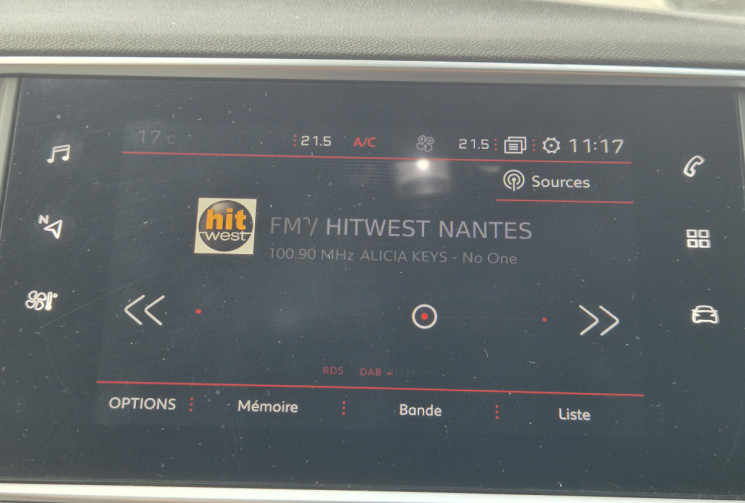 17°C 21.5 A/C 21.5 11:17
Sources
N
hit
west
FM / HITWEST NANTES
100.90 MHz ALICIA KEYS - No One
RDS DAB
OPTIONS Mémoire Bande Liste